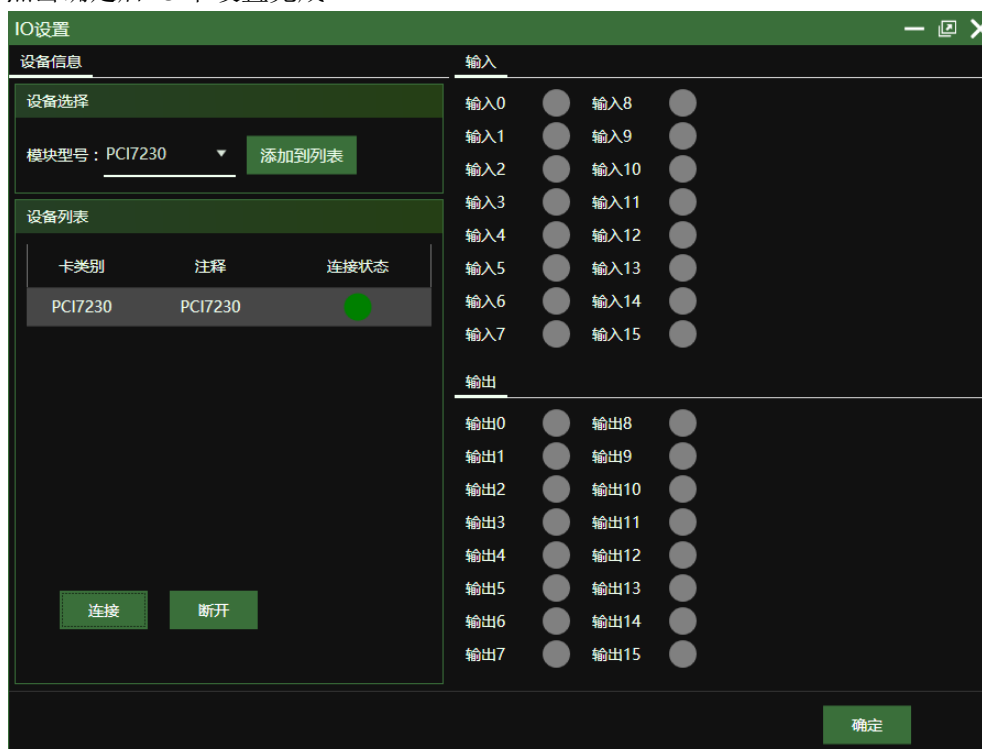 IO设置
设备信息
设备选择
模块型号：PCI7230 添加到列表
设备列表
卡类别 注释 连接状态
PCI7230 PCI7230
连接 断开
输入
输入0 输入8
输入1 输入9
输入2 输入10
输入3 输入11
输入4 输入12
输入5 输入13
输入6 输入14
输入7 输入15
输出
输出0 输出8
输出1 输出9
输出2 输出10
输出3 输出11
输出4 输出12
输出5 输出13
输出6 输出14
输出7 输出15
确定